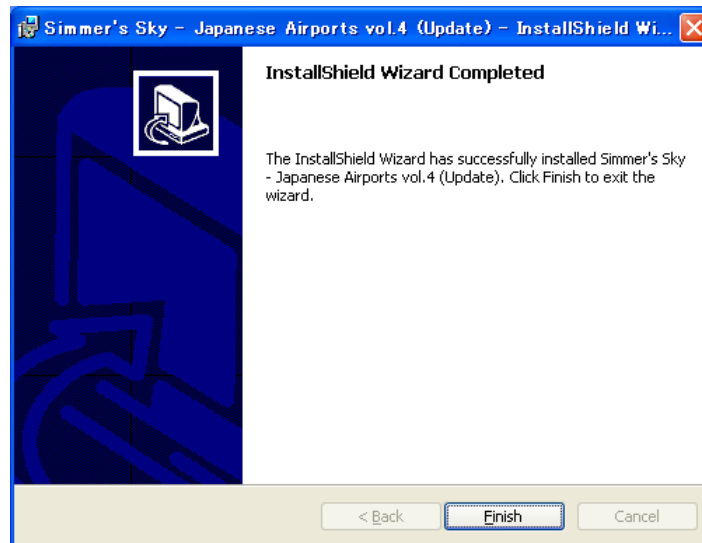 Simmer's Sky - Japanese Airports vol.4 (Update) - InstallShield Wi...
InstallShield Wizard Completed
The InstallShield Wizard has successfully installed Simmer's Sky
- Japanese Airports vol.4 (Update). Click Finish to exit the
wizard.
< Back Finish Cancel